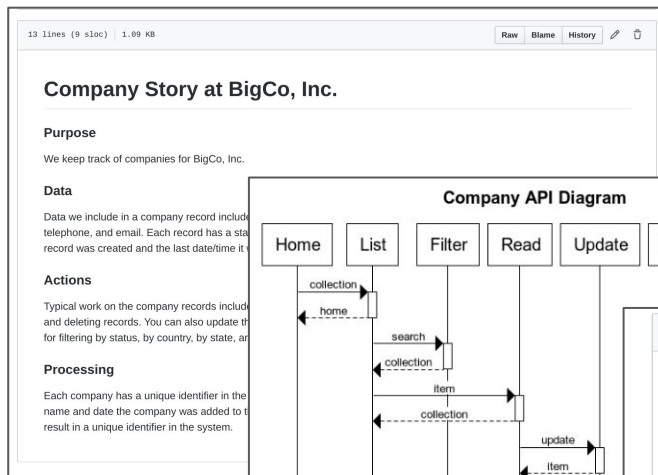 13 lines (9 sloc) 1.09 KB
Raw Blame History
Company Story at BigCo, Inc.
Purpose
We keep track of companies for BigCo, Inc.
Data
Data we include in a company record include
telephone, and email. Each record has a sta
record was created and the last date/time it
Actions
Typical work on the company records include
and deleting records. You can also update th
for filtering by status, by country, by state, ar
Processing
Each company has a unique identifier in the
name and date the company was added to t
result in a unique identifier in the system.
Company API Diagram
Home List Filter Read Update
collection
home
search
collection
item
collection
update
item